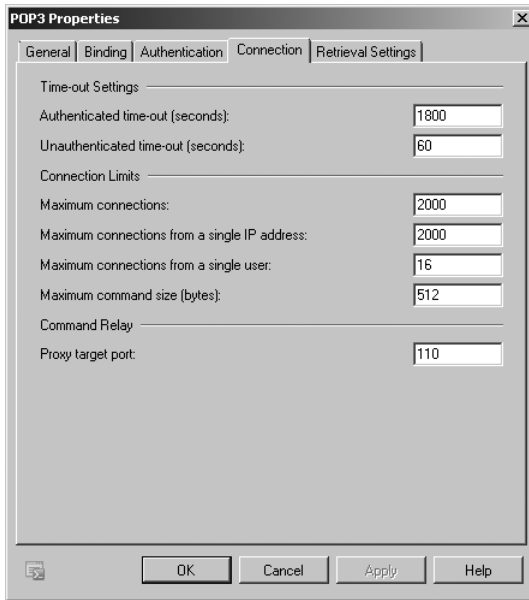 POP3 Properties
General Binding Authentication Connection Retrieval Settings
Time-out Settings
Authenticated time-out (seconds): 1800
Unauthenticated time-out (seconds): 60
Connection Limits
Maximum connections: 2000
Maximum connections from a single IP address: 2000
Maximum connections from a single user: 16
Maximum command size (bytes): 512
Command Relay
Proxy target port: 110
OK Cancel Apply Help